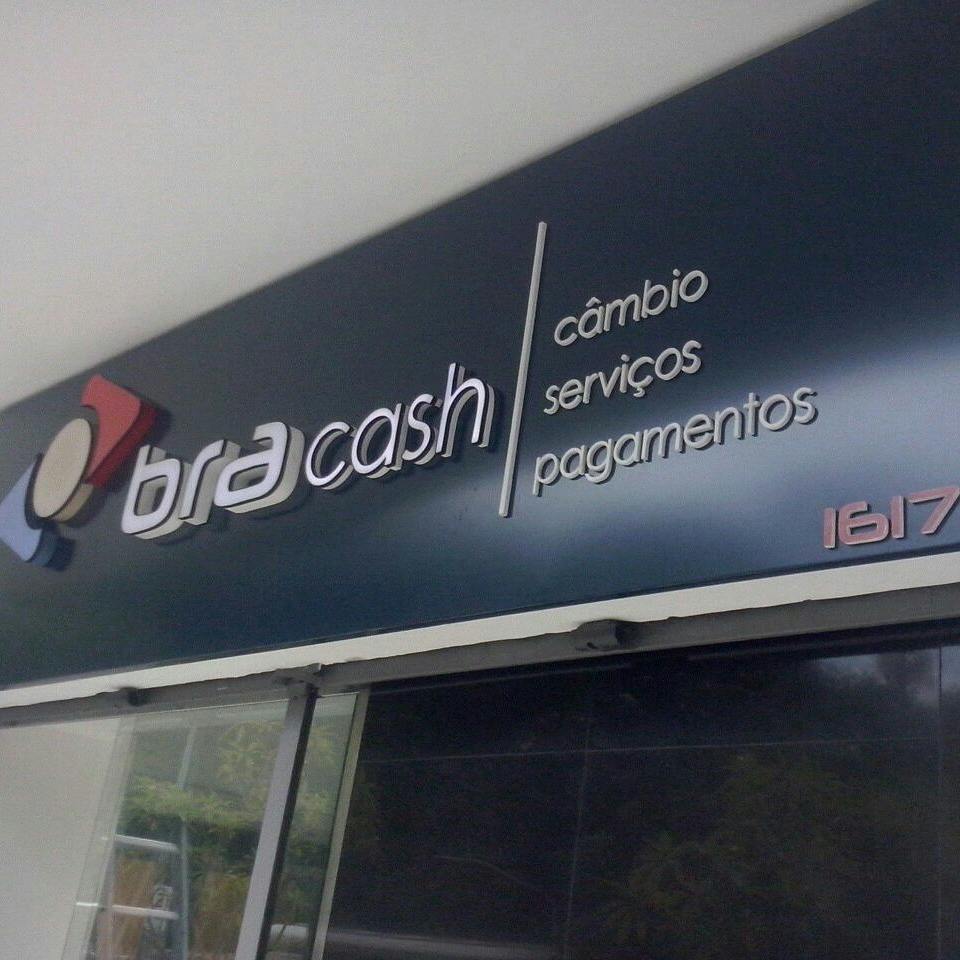 bracash
câmbio
serviços
pagamentos
1617